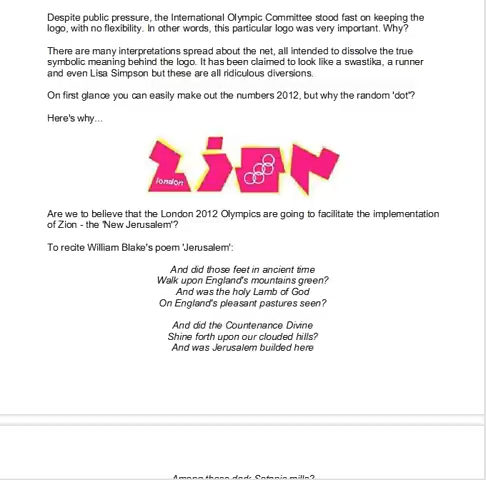 Despite public pressure, the International Olympic Committee stood fast on keeping the
logo, with no flexibility. In other words, this particular logo was very important. Why?
There are many interpretations spread about the net, all intended to dissolve the true
symbolic meaning behind the logo. It has been claimed to look like a swastika, a runner
and even Lisa Simpson but these are all ridiculous diversions.
On first glance you can easily make out the numbers 2012, but why the random 'dot'?
Here's why...
zion
london
Are we to believe that the London 2012 Olympics are going to facilitate the implementation
of Zion - the 'New Jerusalem'?
To recite William Blake's poem 'Jerusalem':
And did those feet in ancient time
Walk upon England's mountains green?
And was the holy Lamb of God
On England's pleasant pastures seen?
And did the Countenance Divine
Shine forth upon our clouded hills?
And was Jerusalem builded here
Among these dark Satanic mills?